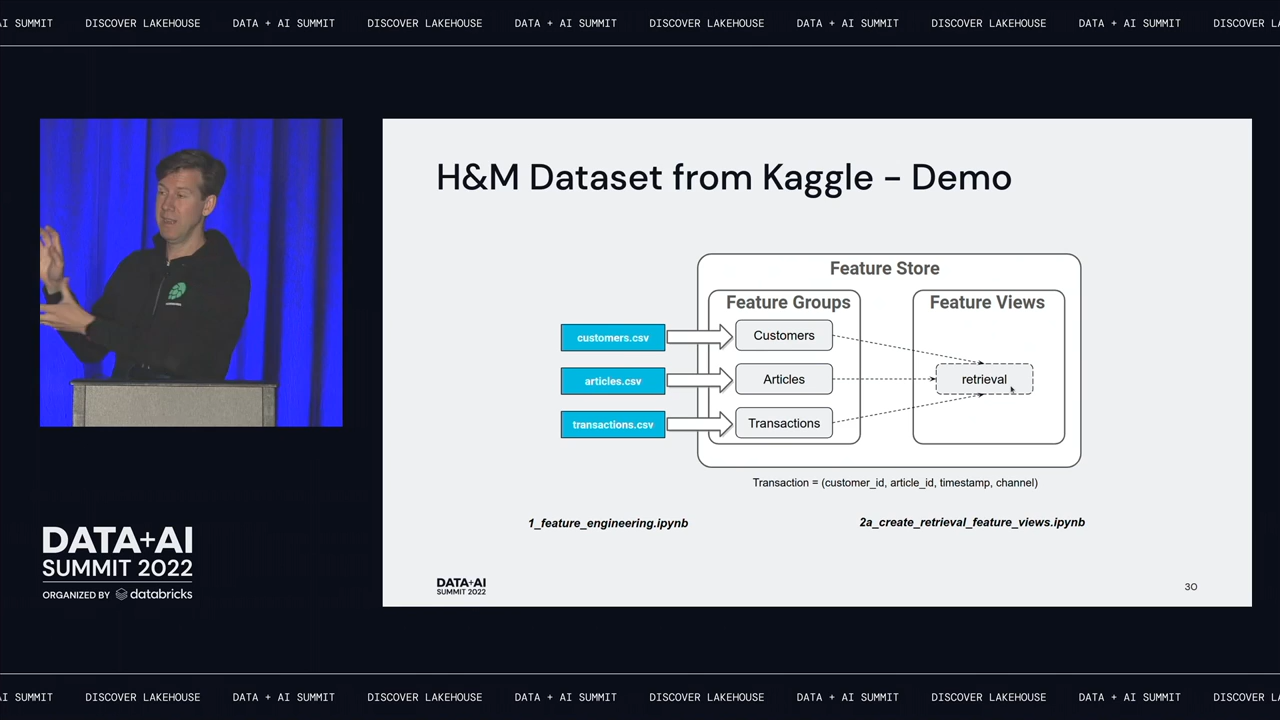 AI SUMMIT DISCOVER LAKEHOUSE DATA + AI SUMMIT DISCOVER LAKEHOUSE DATA + AI SUMMIT DISCOVER LAKEHOUSE DATA + AI SUMMIT DISCOVER LAKEHOUSE DATA + AI SUMMIT DISCOVER
H&M Dataset from Kaggle – Demo
Feature Store
Feature Groups
Feature Views
customers.csv
Customers
articles.csv
Articles
retrieval
transactions.csv
Transactions
Transaction = (customer_id, article_id, timestamp, channel)
1_feature_engineering.ipynb
2a_create_retrieval_feature_views.ipynb
DATA+AI
SUMMIT 2022
30
DATA+AI
SUMMIT 2022
ORGANIZED BY databricks
AI SUMMIT DISCOVER LAKEHOUSE DATA + AI SUMMIT DISCOVER LAKEHOUSE DATA + AI SUMMIT DISCOVER LAKEHOUSE DATA + AI SUMMIT DISCOVER LAKEHOUSE DATA + AI SUMMIT DISCOVER